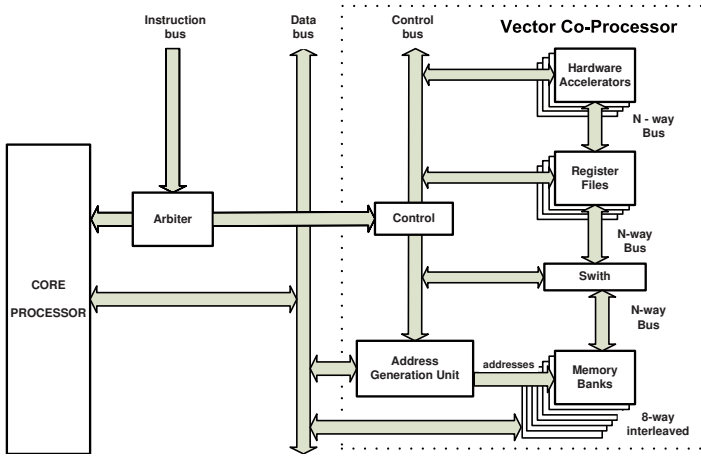 Instruction
bus
Data
bus
Control
bus
Vector Co-Processor
Hardware
Accelerators
N - way
Bus
Register
Files
Arbiter
Control
N-way
Bus
Swith
CORE
PROCESSOR
N-way
Bus
Address
Generation Unit
addresses
Memory
Banks
8-way
interleaved